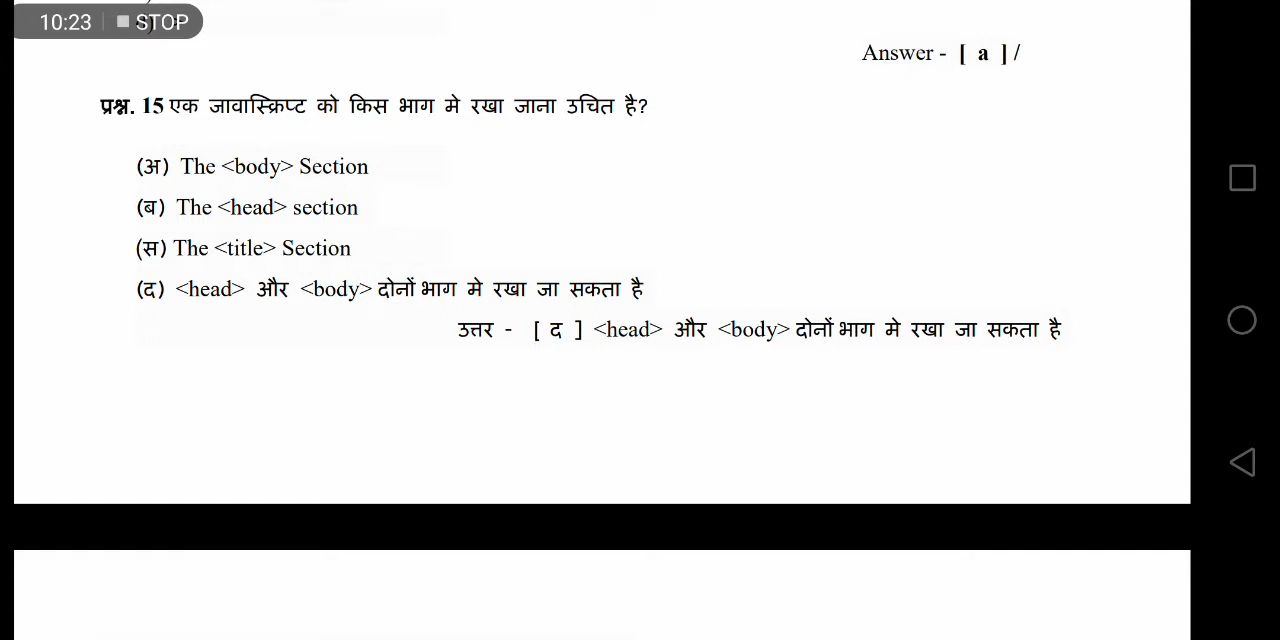 10:23 STOP
Answer - [ a ] /
प्रश्न. 15 एक जावास्क्रिप्ट को किस भाग मे रखा जाना उचित है?
(अ) The <body> Section
(ब) The <head> section
(स) The <title> Section
(द) <head> और <body> दोनों भाग मे रखा जा सकता है
उत्तर - [ द ] <head> और <body> दोनों भाग मे रखा जा सकता है